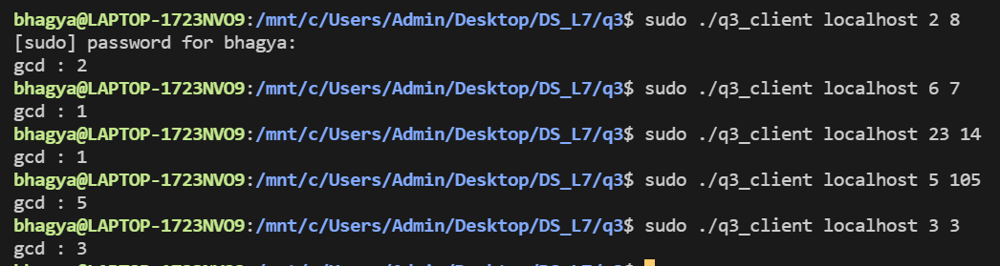 bhagya@LAPTOP-1723NVO9:/mnt/c/Users/Admin/Desktop/DS_L7/q3$ sudo ./q3_client localhost 2 8
[sudo] password for bhagya:
gcd : 2
bhagya@LAPTOP-1723NVO9:/mnt/c/Users/Admin/Desktop/DS_L7/q3$ sudo ./q3_client localhost 6 7
gcd : 1
bhagya@LAPTOP-1723NVO9:/mnt/c/Users/Admin/Desktop/DS_L7/q3$ sudo ./q3_client localhost 23 14
gcd : 1
bhagya@LAPTOP-1723NVO9:/mnt/c/Users/Admin/Desktop/DS_L7/q3$ sudo ./q3_client localhost 5 105
gcd : 5
bhagya@LAPTOP-1723NVO9:/mnt/c/Users/Admin/Desktop/DS_L7/q3$ sudo ./q3_client localhost 3 3
gcd : 3